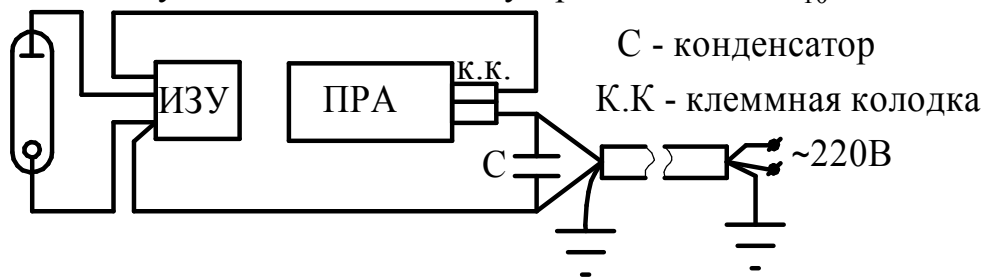 С - конденсатор
к.к.
ИЗУ
ПРА
К.К - клеммная колодка
С
~220В